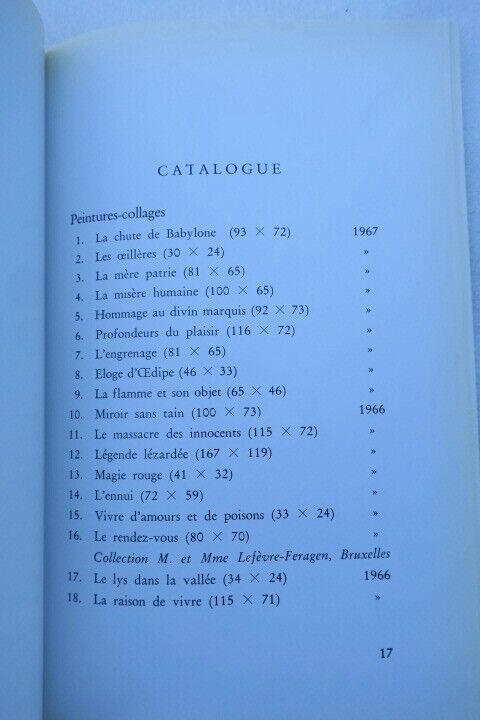 CATALOGUE
Peintures-collages
1. La chute de Babylone (93 × 72) 1967
2. Les œillères (30 × 24) »
3. La mère patrie (81 × 65) »
4. La misère humaine (100 × 65) »
5. Hommage au divin marquis (92 × 73) »
6. Profondeurs du plaisir (116 × 72) »
7. L'engrenage (81 × 65) »
8. Eloge d'Œdipe (46 × 33) »
9. La flamme et son objet (65 × 46) »
10. Miroir sans tain (100 × 73) 1966
11. Le massacre des innocents (115 × 72) »
12. Légende lézardée (167 × 119) »
13. Magie rouge (41 × 32) »
14. L'ennui (72 × 59) »
15. Vivre d'amours et de poisons (33 × 24) »
16. Le rendez-vous (80 × 70) »
Collection M. et Mme Lefèvre-Feragen, Bruxelles
17. Le lys dans la vallée (34 × 24) 1966
18. La raison de vivre (115 × 71) »
17